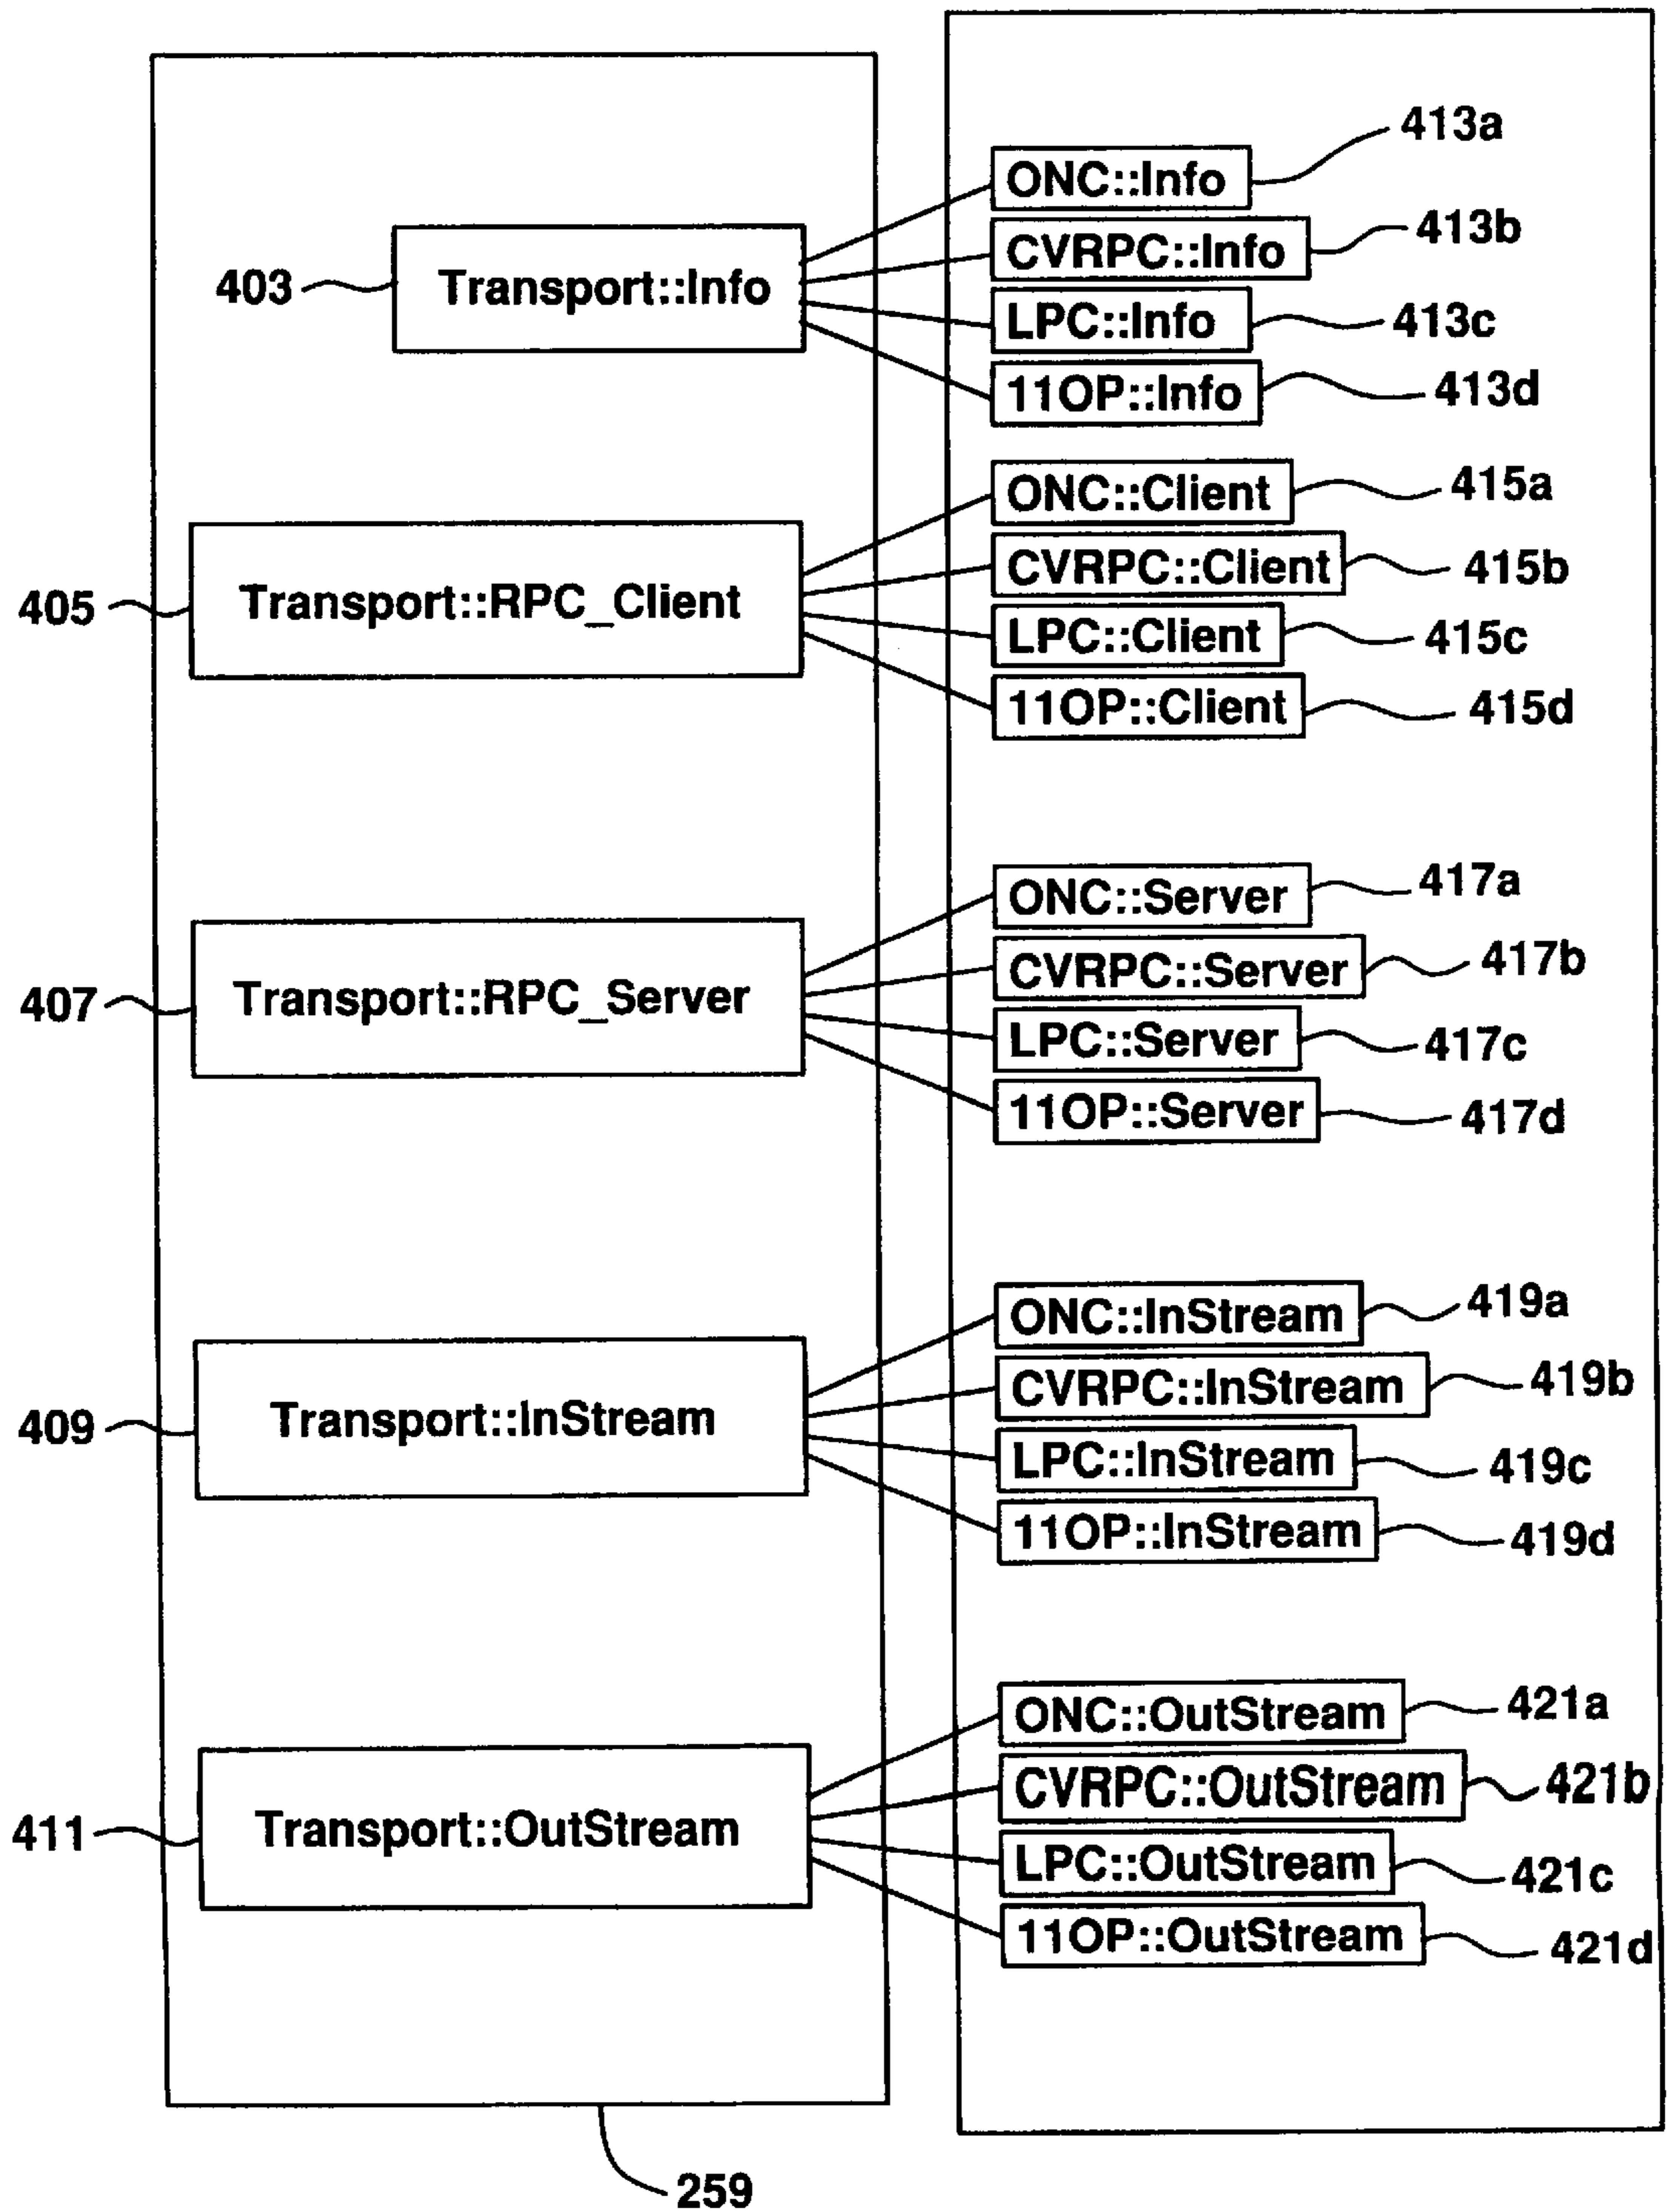 413a
ONC::Info
413b
CVRPC::Info
403
Transport::Info
LPC::Info
413c
11OP::Info
413d
ONC::Client
415a
CVRPC::Client
415b
405
Transport::RPC_Client
LPC::Client
415c
11OP::Client
415d
ONC::Server
417a
CVRPC::Server
417b
407
Transport::RPC_Server
LPC::Server
417c
11OP::Server
417d
ONC::InStream
419a
CVRPC::InStream
419b
409
Transport::InStream
LPC::InStream
419c
11OP::InStream
419d
ONC::OutStream
421a
CVRPC::OutStream
421b
411
Transport::OutStream
LPC::OutStream
421c
11OP::OutStream
421d
259